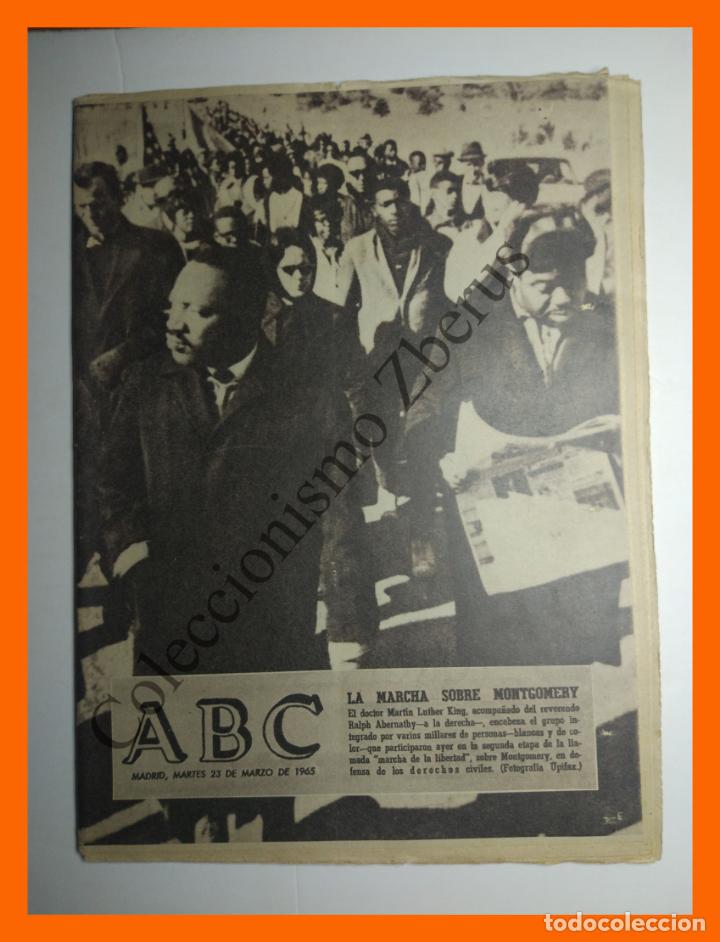 Coleccionismo Zberus
ABC
MADRID, MARTES 23 DE MARZO DE 1965
LA MARCHA SOBRE MONTGOMERY
El doctor Martín Luther King, acompañado del reverendo
Ralph Abernathy—a la derecha—, encabeza el grupo in-
tegrado por varios millares de personas—blancas y de co-
lor—que participaron ayer en la segunda etapa de la lla-
mada "marcha de la libertad", sobre Montgomery, en de-
fensa de los derechos civiles. (Fotografía Upifax.)
todocoleccion